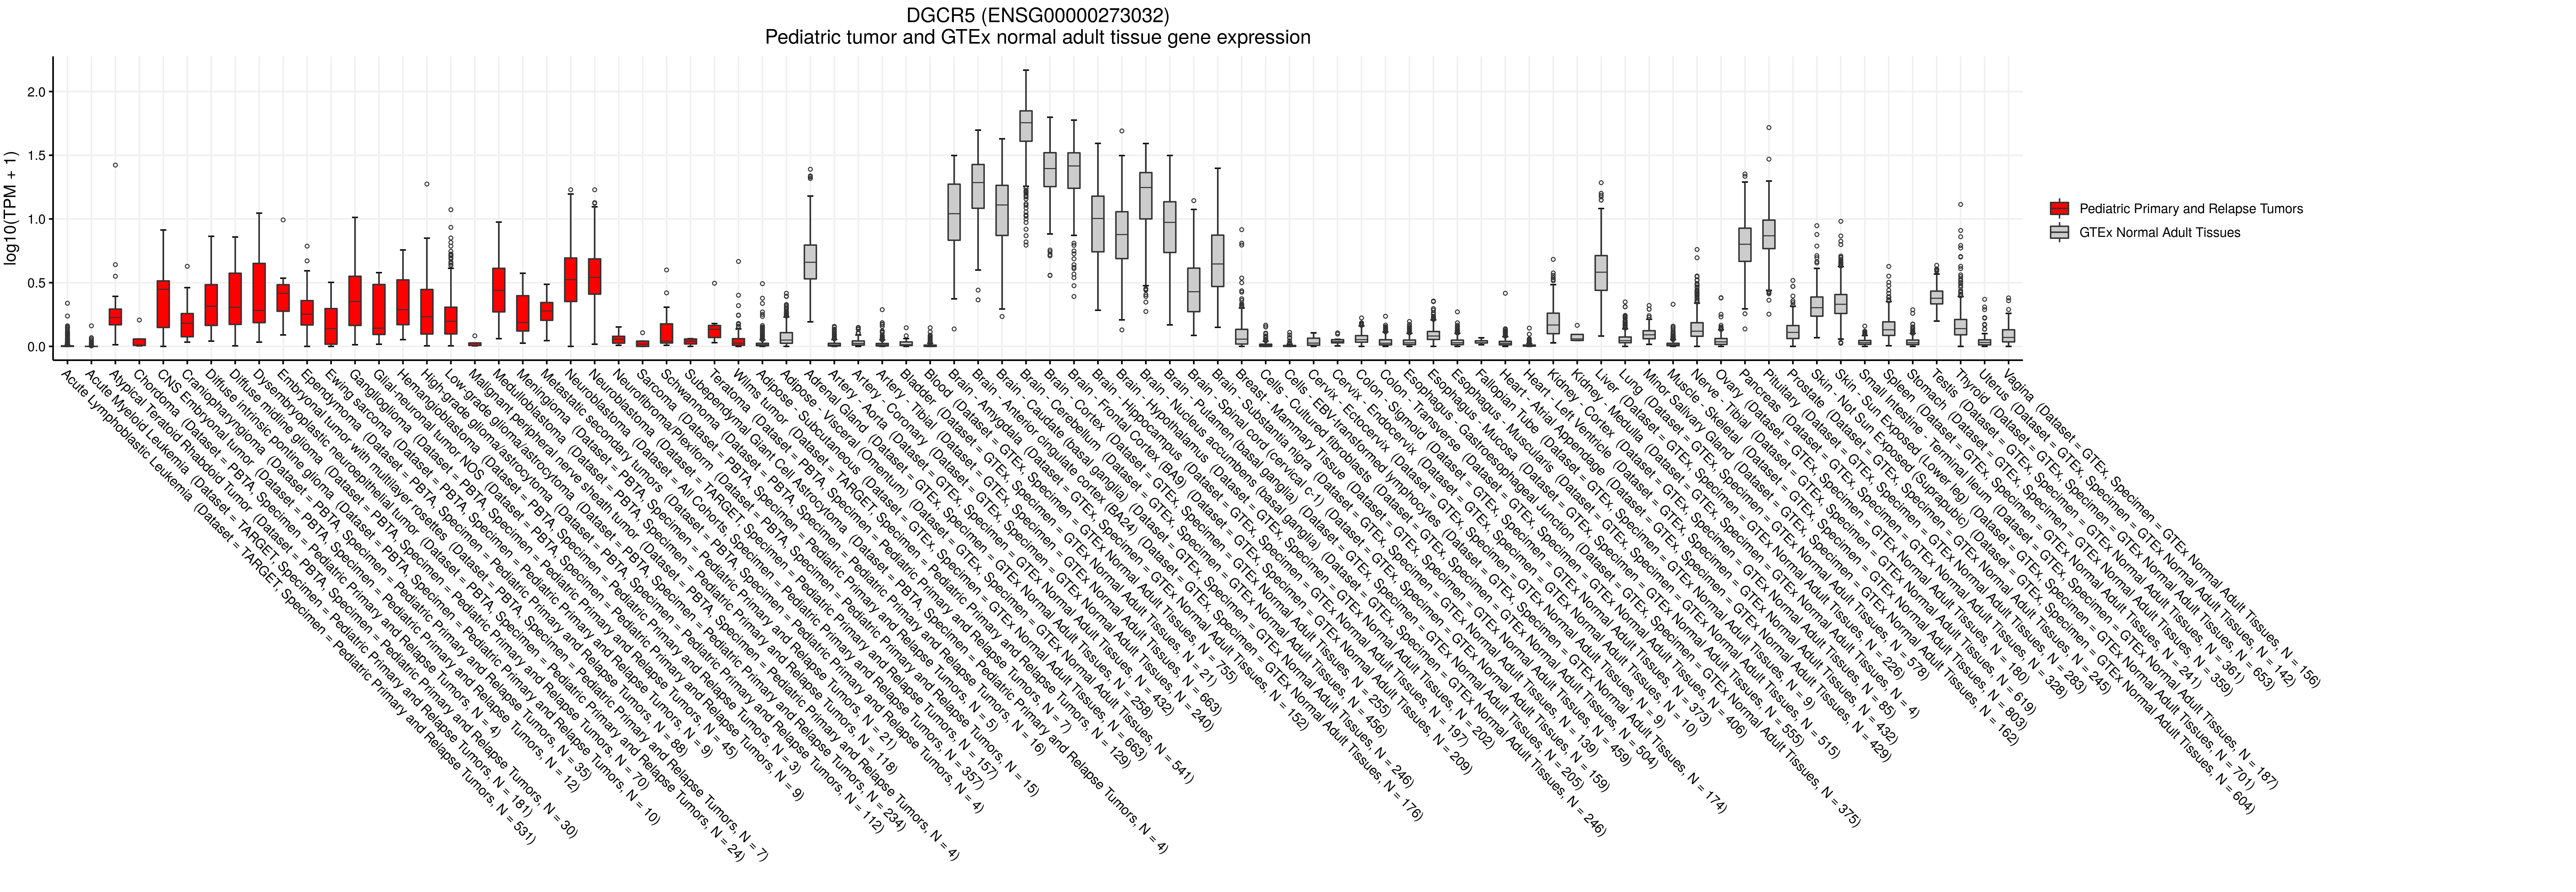 DGCR5 (ENSG00000273032)
Pediatric tumor and GTEx normal adult tissue gene expression
log10(TPM + 1)
2.0
1.5
1.0
0.5
0.0
Acute Lymphoblastic Leukemia (Dataset = TARGET, Specimen = Pediatric Primary and Relapse Tumors, N = 531)
Acute Myeloid Leukemia (Dataset = TARGET, Specimen = Pediatric Primary and Relapse Tumors, N = 181)
Atypical Teratoid Rhabdoid Tumor (Dataset = PBTA, Specimen = Pediatric Primary and Relapse Tumors, N = 30)
Chordoma (Dataset = PBTA, Specimen = Pediatric Primary and Relapse Tumors, N = 4)
CNS Embryonal tumor (Dataset = PBTA, Specimen = Pediatric Primary and Relapse Tumors, N = 12)
Craniopharyngioma (Dataset = PBTA, Specimen = Pediatric Primary and Relapse Tumors, N = 35)
Diffuse intrinsic pontine glioma (Dataset = PBTA, Specimen = Pediatric Primary and Relapse Tumors, N = 10)
Diffuse midline glioma (Dataset = PBTA, Specimen = Pediatric Primary and Relapse Tumors, N = 70)
Dysembryoplastic neuroepithelial tumor (Dataset = PBTA, Specimen = Pediatric Primary and Relapse Tumors, N = 24)
Embryonal tumor with multilayer rosettes (Dataset = PBTA, Specimen = Pediatric Primary and Relapse Tumors, N = 7)
Ependymoma (Dataset = PBTA, Specimen = Pediatric Primary and Relapse Tumors, N = 88)
Ewing sarcoma (Dataset = PBTA, Specimen = Pediatric Primary and Relapse Tumors, N = 9)
Ganglioglioma (Dataset = PBTA, Specimen = Pediatric Primary and Relapse Tumors, N = 45)
Glial-neuronal tumor NOS (Dataset = PBTA, Specimen = Pediatric Primary and Relapse Tumors, N = 9)
Hemangioblastoma (Dataset = PBTA, Specimen = Pediatric Primary and Relapse Tumors, N = 3)
High-grade glioma/astrocytoma (Dataset = PBTA, Specimen = Pediatric Primary and Relapse Tumors, N = 112)
Low-grade glioma/astrocytoma (Dataset = PBTA, Specimen = Pediatric Primary and Relapse Tumors, N = 234)
Malignant peripheral nerve sheath tumor (Dataset = PBTA, Specimen = Pediatric Primary and Relapse Tumors, N = 4)
Medulloblastoma (Dataset = PBTA, Specimen = Pediatric Primary and Relapse Tumors, N = 118)
Meningioma (Dataset = PBTA, Specimen = Pediatric Primary and Relapse Tumors, N = 21)
Metastatic secondary tumors (Dataset = PBTA, Specimen = Pediatric Primary and Relapse Tumors, N = 4)
Neuroblastoma (Dataset = All Cohorts, Specimen = Pediatric Primary and Relapse Tumors, N = 357)
Neuroblastoma (Dataset = TARGET, Specimen = Pediatric Primary and Relapse Tumors, N = 157)
Neurofibroma/Plexiform (Dataset = PBTA, Specimen = Pediatric Primary and Relapse Tumors, N = 15)
Sarcoma (Dataset = PBTA, Specimen = Pediatric Primary and Relapse Tumors, N = 5)
Schwannoma (Dataset = PBTA, Specimen = Pediatric Primary and Relapse Tumors, N = 16)
Subependymal Giant Cell Astrocytoma (Dataset = PBTA, Specimen = Pediatric Primary and Relapse Tumors, N = 4)
Teratoma (Dataset = PBTA, Specimen = Pediatric Primary and Relapse Tumors, N = 7)
Wilms tumor (Dataset = TARGET, Specimen = Pediatric Primary and Relapse Tumors, N = 129)
Adipose - Subcutaneous (Dataset = GTEx, Specimen = GTEx Normal Adult Tissues, N = 663)
Adipose - Visceral (Omentum) (Dataset = GTEx, Specimen = GTEx Normal Adult Tissues, N = 541)
Adrenal Gland (Dataset = GTEx, Specimen = GTEx Normal Adult Tissues, N = 258)
Artery - Aorta (Dataset = GTEx, Specimen = GTEx Normal Adult Tissues, N = 432)
Artery - Coronary (Dataset = GTEx, Specimen = GTEx Normal Adult Tissues, N = 240)
Artery - Tibial (Dataset = GTEx, Specimen = GTEx Normal Adult Tissues, N = 663)
Bladder (Dataset = GTEx, Specimen = GTEx Normal Adult Tissues, N = 21)
Blood (Dataset = GTEx, Specimen = GTEx Normal Adult Tissues, N = 755)
Brain - Amygdala (Dataset = GTEx, Specimen = GTEx Normal Adult Tissues, N = 152)
Brain - Anterior cingulate cortex (BA24) (Dataset = GTEx, Specimen = GTEx Normal Adult Tissues, N = 176)
Brain - Caudate (basal ganglia) (Dataset = GTEx, Specimen = GTEx Normal Adult Tissues, N = 246)
Brain - Cerebellum (Dataset = GTEx, Specimen = GTEx Normal Adult Tissues, N = 456)
Brain - Cortex (Dataset = GTEx, Specimen = GTEx Normal Adult Tissues, N = 255)
Brain - Frontal Cortex (BA9) (Dataset = GTEx, Specimen = GTEx Normal Adult Tissues, N = 209)
Brain - Hippocampus (Dataset = GTEx, Specimen = GTEx Normal Adult Tissues, N = 197)
Brain - Hypothalamus (Dataset = GTEx, Specimen = GTEx Normal Adult Tissues, N = 202)
Brain - Nucleus accumbens (basal ganglia) (Dataset = GTEx, Specimen = GTEx Normal Adult Tissues, N = 246)
Brain - Putamen (basal ganglia) (Dataset = GTEx, Specimen = GTEx Normal Adult Tissues, N = 205)
Brain - Spinal cord (cervical c-1) (Dataset = GTEx, Specimen = GTEx Normal Adult Tissues, N = 159)
Brain - Substantia nigra (Dataset = GTEx, Specimen = GTEx Normal Adult Tissues, N = 139)
Breast - Mammary Tissue (Dataset = GTEx, Specimen = GTEx Normal Adult Tissues, N = 459)
Cells - Cultured fibroblasts (Dataset = GTEx, Specimen = GTEx Normal Adult Tissues, N = 504)
Cells - EBV-transformed lymphocytes (Dataset = GTEx, Specimen = GTEx Normal Adult Tissues, N = 174)
Cervix - Ectocervix (Dataset = GTEx, Specimen = GTEx Normal Adult Tissues, N = 9)
Cervix - Endocervix (Dataset = GTEx, Specimen = GTEx Normal Adult Tissues, N = 10)
Colon - Sigmoid (Dataset = GTEx, Specimen = GTEx Normal Adult Tissues, N = 373)
Colon - Transverse (Dataset = GTEx, Specimen = GTEx Normal Adult Tissues, N = 406)
Esophagus - Gastroesophageal Junction (Dataset = GTEx, Specimen = GTEx Normal Adult Tissues, N = 375)
Esophagus - Mucosa (Dataset = GTEx, Specimen = GTEx Normal Adult Tissues, N = 555)
Esophagus - Muscularis (Dataset = GTEx, Specimen = GTEx Normal Adult Tissues, N = 515)
Fallopian Tube (Dataset = GTEx, Specimen = GTEx Normal Adult Tissues, N = 9)
Heart - Atrial Appendage (Dataset = GTEx, Specimen = GTEx Normal Adult Tissues, N = 429)
Heart - Left Ventricle (Dataset = GTEx, Specimen = GTEx Normal Adult Tissues, N = 432)
Kidney - Cortex (Dataset = GTEx, Specimen = GTEx Normal Adult Tissues, N = 85)
Kidney - Medulla (Dataset = GTEx, Specimen = GTEx Normal Adult Tissues, N = 4)
Liver (Dataset = GTEx, Specimen = GTEx Normal Adult Tissues, N = 226)
Lung (Dataset = GTEx, Specimen = GTEx Normal Adult Tissues, N = 578)
Minor Salivary Gland (Dataset = GTEx, Specimen = GTEx Normal Adult Tissues, N = 162)
Muscle - Skeletal (Dataset = GTEx, Specimen = GTEx Normal Adult Tissues, N = 803)
Nerve - Tibial (Dataset = GTEx, Specimen = GTEx Normal Adult Tissues, N = 619)
Ovary (Dataset = GTEx, Specimen = GTEx Normal Adult Tissues, N = 180)
Pancreas (Dataset = GTEx, Specimen = GTEx Normal Adult Tissues, N = 328)
Pituitary (Dataset = GTEx, Specimen = GTEx Normal Adult Tissues, N = 283)
Prostate (Dataset = GTEx, Specimen = GTEx Normal Adult Tissues, N = 245)
Skin - Not Sun Exposed (Suprapubic) (Dataset = GTEx, Specimen = GTEx Normal Adult Tissues, N = 604)
Skin - Sun Exposed (Lower leg) (Dataset = GTEx, Specimen = GTEx Normal Adult Tissues, N = 701)
Small Intestine - Terminal Ileum (Dataset = GTEx, Specimen = GTEx Normal Adult Tissues, N = 187)
Spleen (Dataset = GTEx, Specimen = GTEx Normal Adult Tissues, N = 241)
Stomach (Dataset = GTEx, Specimen = GTEx Normal Adult Tissues, N = 359)
Testis (Dataset = GTEx, Specimen = GTEx Normal Adult Tissues, N = 361)
Thyroid (Dataset = GTEx, Specimen = GTEx Normal Adult Tissues, N = 653)
Uterus (Dataset = GTEx, Specimen = GTEx Normal Adult Tissues, N = 142)
Vagina (Dataset = GTEx, Specimen = GTEx Normal Adult Tissues, N = 156)
Pediatric Primary and Relapse Tumors
GTEx Normal Adult Tissues